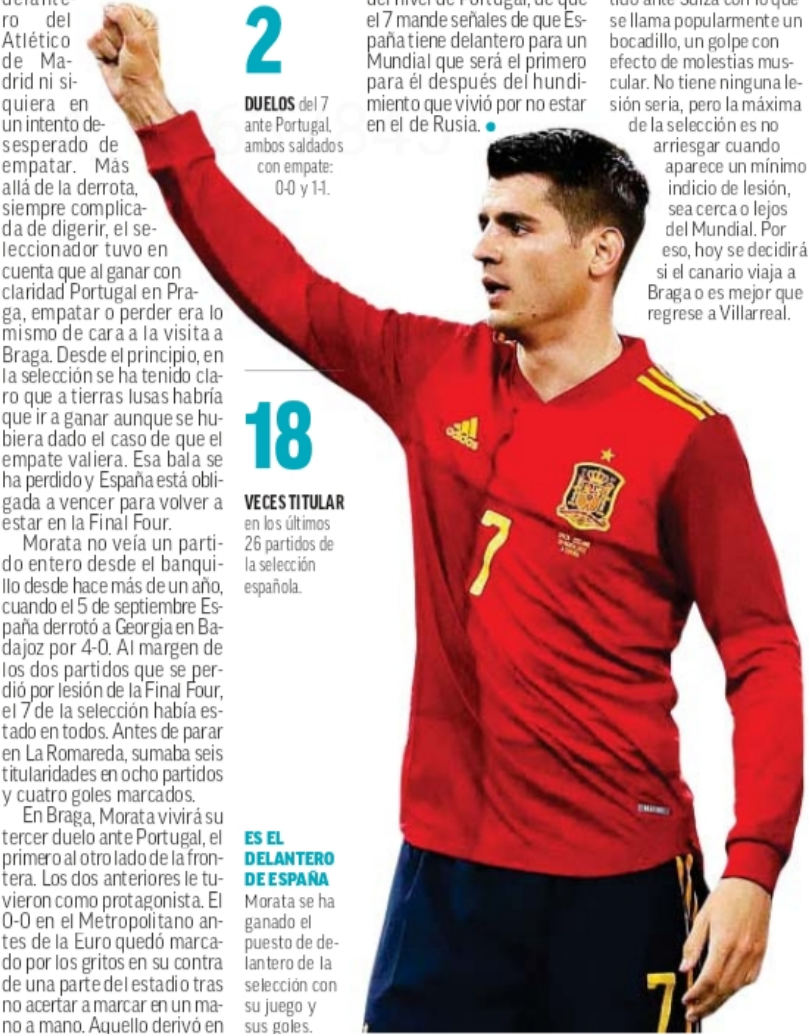 delante-
ro del
Atlético
de Ma-
drid ni si-
quiera en
un intento de-
sesperado de
empatar. Más
allá de la derrota,
siempre complica-
da de digerir, el se-
leccionador tuvo en
cuenta que al ganar con
claridad Portugal en Pra-
ga, empatar o perder era lo
mismo de cara a la visita a
Braga. Desde el principio, en
la selección se ha tenido cla-
ro que a tierras lusas habría
que ir a ganar aunque se hu-
biera dado el caso de que el
empate valiera. Esa bala se
ha perdido y España está obli-
gada a vencer para volver a
estar en la Final Four.
Morata no veía un parti-
do entero desde el banqui-
llo desde hace más de un año,
cuando el 5 de septiembre Es-
paña derrotó a Georgia en Ba-
dajoz por 4-0. Al margen de
los dos partidos que se per-
dió por lesión de la Final Four,
el 7 de la selección había es-
tado en todos. Antes de parar
en La Romareda, sumaba seis
titularidades en ocho partidos
y cuatro goles marcados.
En Braga, Morata vivirá su
tercer duelo ante Portugal, el
primero al otro lado de la fron-
tera. Los dos anteriores le tu-
vieron como protagonista. El
0-0 en el Metropolitano an-
tes de la Euro quedó marca-
do por los gritos en su contra
de una parte del estadio tras
no acertar a marcar en un ma-
no a mano. Aquello derivó en
2
DUELOS del 7
ante Portugal,
ambos saldados
con empate:
0-0 y 1-1.
18
VECES TITULAR
en los últimos
26 partidos de
la selección
española.
ES EL
DELANTERO
DE ESPAÑA
Morata se ha
ganado el
puesto de de-
lantero de la
selección con
su juego y
sus goles.
del nivel de Portugal, de que
el 7 mande señales de que Es-
paña tiene delantero para un
Mundial que será el primero
para él después del hundi-
miento que vivió por no estar
en el de Rusia.
tido ante Suiza con lo que
se llama popularmente un
bocadillo, un golpe con
efecto de molestias mus-
cular. No tiene ninguna le-
sión seria, pero la máxima
de la selección es no
arriesgar cuando
aparece un mínimo
indicio de lesión,
sea cerca o lejos
del Mundial. Por
eso, hoy se decidirá
si el canario viaja a
Braga o es mejor que
regrese a Villarreal.
adidas
7
7